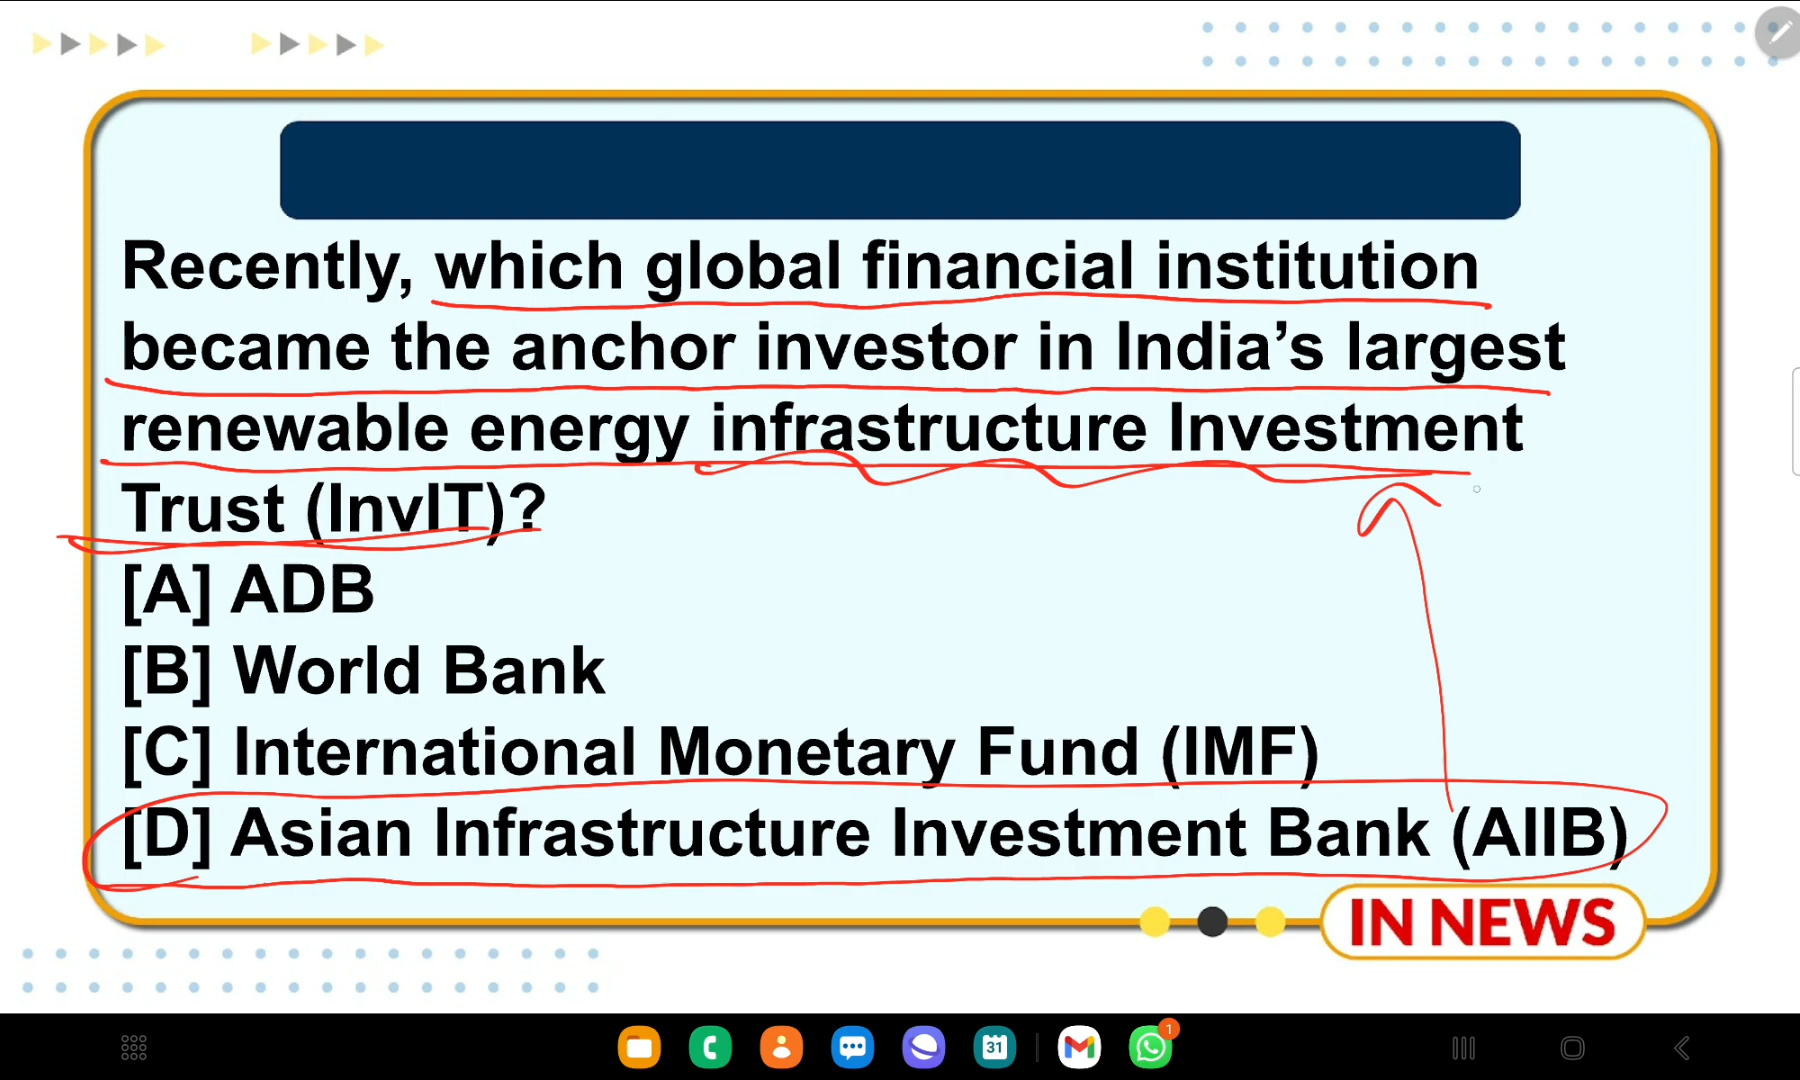 Recently, which global financial institution
became the anchor investor in India’s largest
renewable energy infrastructure Investment
Trust (InvIT)?
[A] ADB
[B] World Bank
[C] International Monetary Fund (IMF)
[D] Asian Infrastructure Investment Bank (AIIB)
IN NEWS
31
1